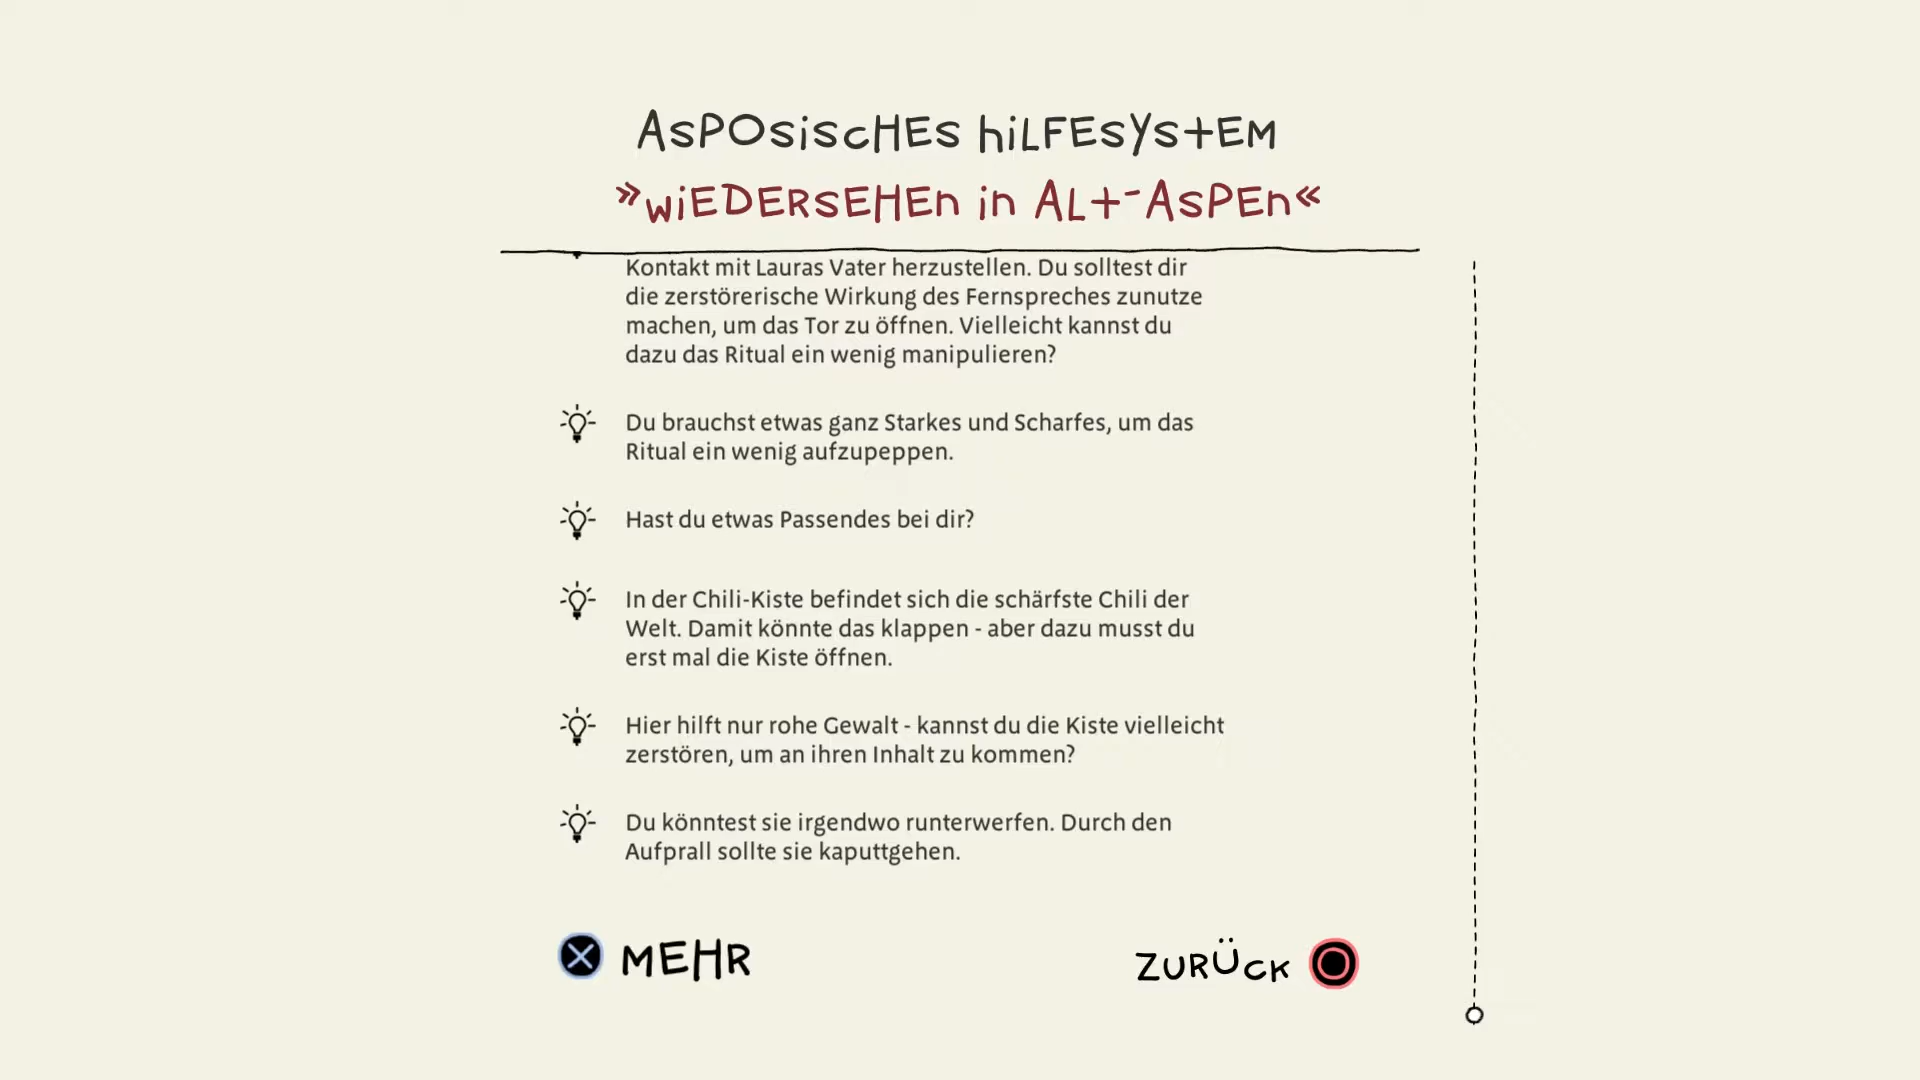 Asposisches Hilfesystem
»Wiedersehen in Alt-Aspen«
Kontakt mit Lauras Vater herzustellen. Du solltest dir
die zerstörerische Wirkung des Fernspreches zunutze
machen, um das Tor zu öffnen. Vielleicht kannst du
dazu das Ritual ein wenig manipulieren?
Du brauchst etwas ganz Starkes und Scharfes, um das
Ritual ein wenig aufzupeppen.
Hast du etwas Passendes bei dir?
In der Chili-Kiste befindet sich die schärfste Chili der
Welt. Damit könnte das klappen - aber dazu musst du
erst mal die Kiste öffnen.
Hier hilft nur rohe Gewalt - kannst du die Kiste vielleicht
zerstören, um an ihren Inhalt zu kommen?
Du könntest sie irgendwo runterwerfen. Durch den
Aufprall sollte sie kaputtgehen.
Mehr
Zurück